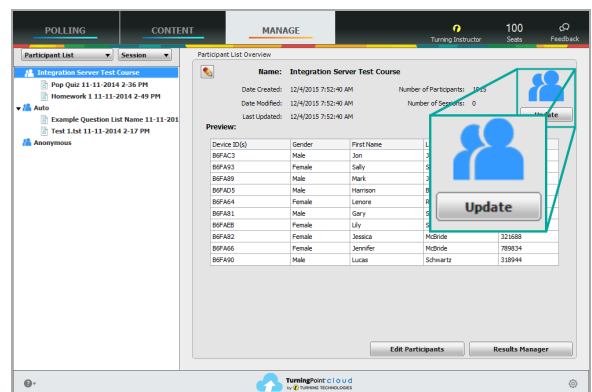 POLLING CONTENT MANAGE
Turning Instructor 100 Seats Feedback
Participant List Session
Integration Server Test Course
Pop Quiz 11-11-2014 2-36 PM
Homework 1 11-11-2014 2-49 PM
Auto
Example Question List Name 11-11-201
Test 1.tst 11-11-2014 2-17 PM
Anonymous
Participant List Overview
Name: Integration Server Test Course
Date Created: 12/4/2015 7:52:40 AM Number of Participants: 1015
Date Modified: 12/4/2015 7:52:40 AM Number of Sessions: 0
Last Updated: 12/4/2015 7:52:40 AM
Update
Preview:
Device ID(s) Gender First Name L
B6FAC3 Male Jon J
B6FA93 Female Sally S
B6FA89 Male Mark J
B6FAD5 Male Harrison B
B6FA64 Female Lenore R
B6FA81 Male Gary S
B6FAEB Female Lily S
B6FA82 Female Jessica McBride 321688
B6FA66 Female Jennifer McBride 789834
B6FA90 Male Lucas Schwartz 318944
Update
Edit Participants Results Manager
TurningPoint cloud
by TURNING TECHNOLOGIES